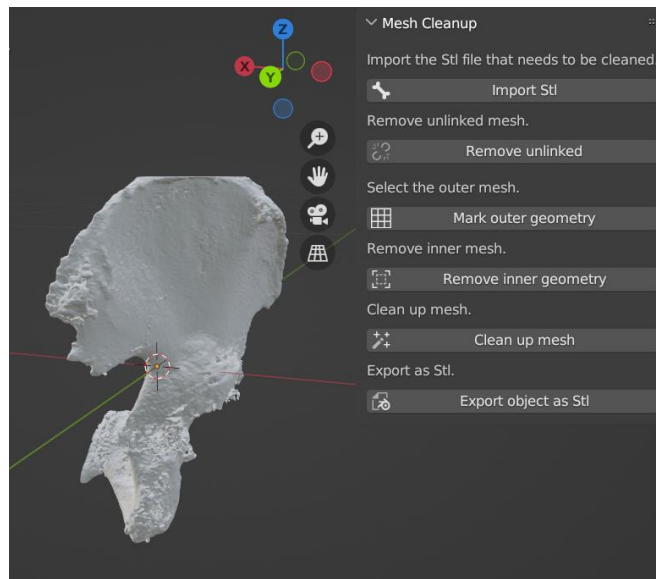 Mesh Cleanup
Import the Stl file that needs to be cleaned.
Import Stl
Remove unlinked mesh.
Remove unlinked
Select the outer mesh.
Mark outer geometry
Remove inner mesh.
Remove inner geometry
Clean up mesh.
Clean up mesh
Export as Stl.
Export object as Stl
Z
X
Y